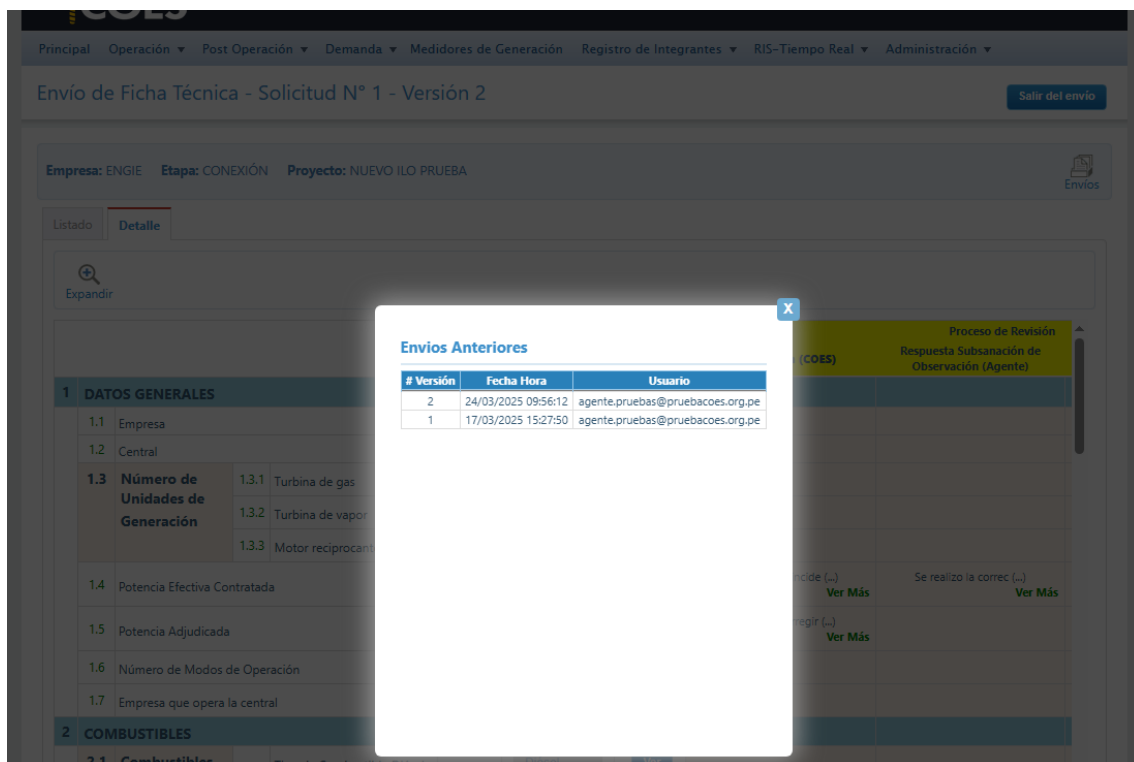 COES
Principal Operación ▼ Post Operación ▼ Demanda ▼ Medidores de Generación Registro de Integrantes ▼ RIS-Tiempo Real ▼ Administración ▼
Envío de Ficha Técnica - Solicitud N° 1 - Versión 2
Salir del envío
Empresa: ENGIE Etapa: CONEXIÓN Proyecto: NUEVO ILO PRUEBA
Envíos
Listado Detalle
Expandir
X
Envios Anteriores
# Versión Fecha Hora Usuario
2 24/03/2025 09:56:12 agente.pruebas@pruebacoes.org.pe
1 17/03/2025 15:27:50 agente.pruebas@pruebacoes.org.pe
Proceso de Revisión
(COES)
Respuesta Subsanación de
Observación (Agente)
1 DATOS GENERALES
1.1 Empresa
1.2 Central
1.3 Número de
Unidades de
Generación
1.3.1 Turbina de gas
1.3.2 Turbina de vapor
1.3.3 Motor reciprocant
1.4 Potencia Efectiva Contratada
(...)
Ver Más
Se realizo la correc (...)
Ver Más
1.5 Potencia Adjudicada
(...)
Ver Más
1.6 Número de Modos de Operación
1.7 Empresa que opera la central
2 COMBUSTIBLES
2.1 Combustibles